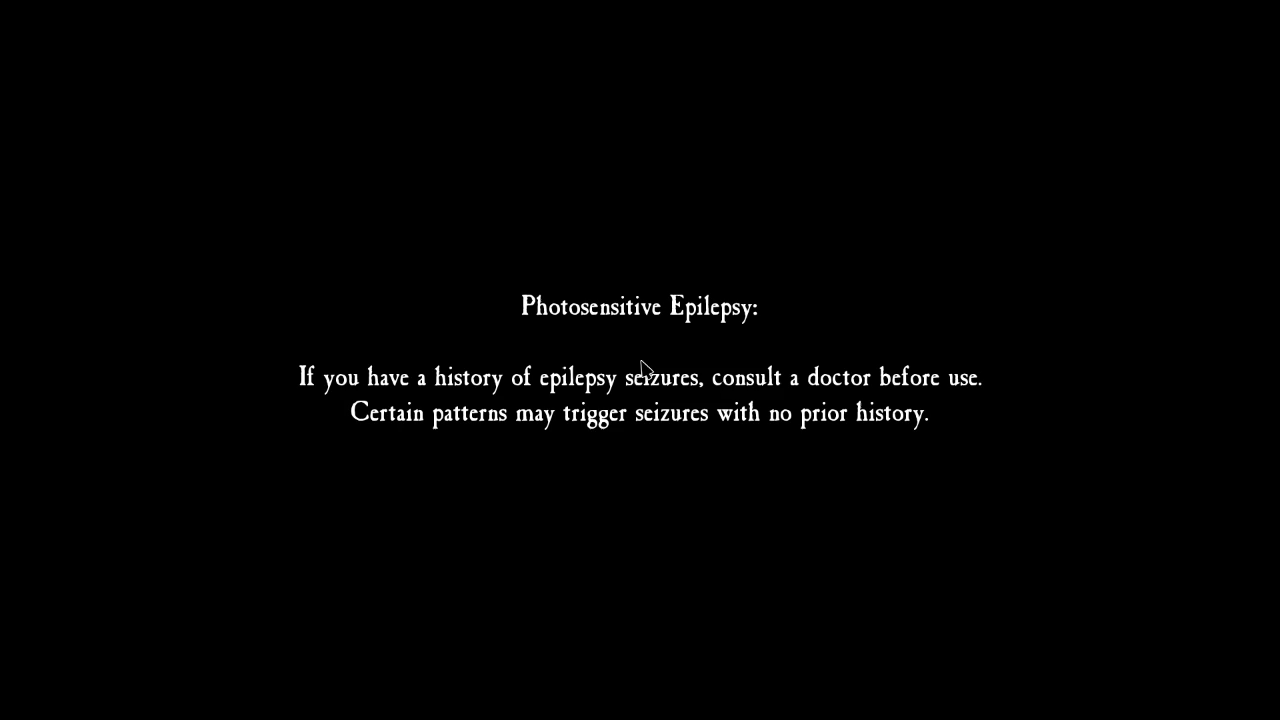 Photosensitive Epilepsy:
If you have a history of epilepsy seizures, consult a doctor before use.
Certain patterns may trigger seizures with no prior history.